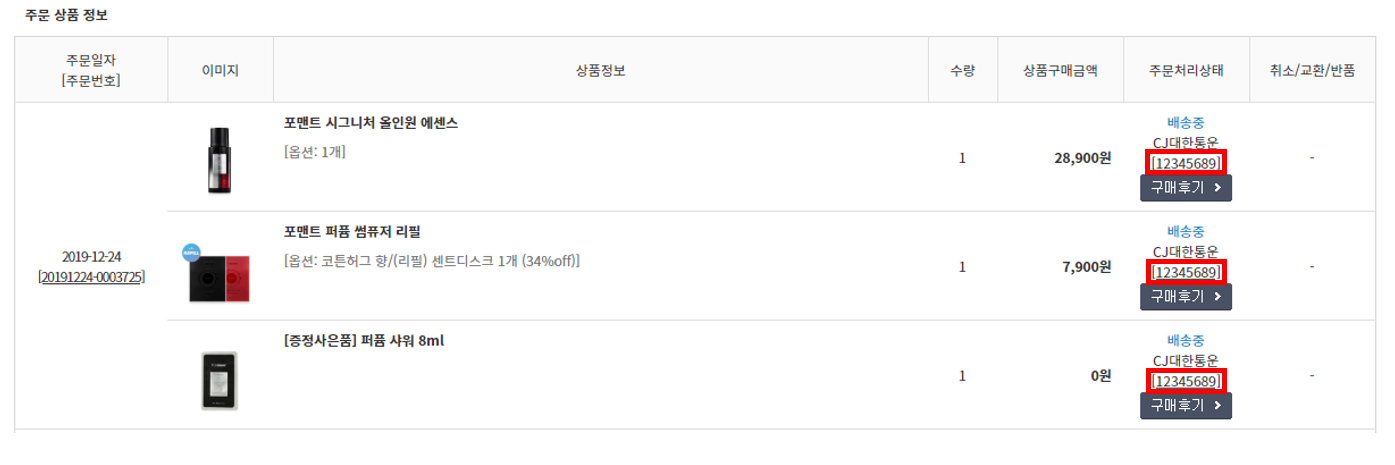 주문 상품 정보
주문일자
[주문번호]
이미지
상품정보
수량
상품구매금액
주문처리상태
취소/교환/반품
2019-12-24
[20191224-0003725]
포맨트 시그니처 올인원 에센스
[옵션: 1개]
1
28,900원
배송중
CJ대한통운
[12345689]
구매후기
-
포맨트 퍼퓸 썸퓨저 리필
[옵션: 코튼허그 향/(리필) 센트디스크 1개 (34%off)]
1
7,900원
배송중
CJ대한통운
[12345689]
구매후기
-
[증정사은품] 퍼퓸 샤워 8ml
1
0원
배송중
CJ대한통운
[12345689]
구매후기
-